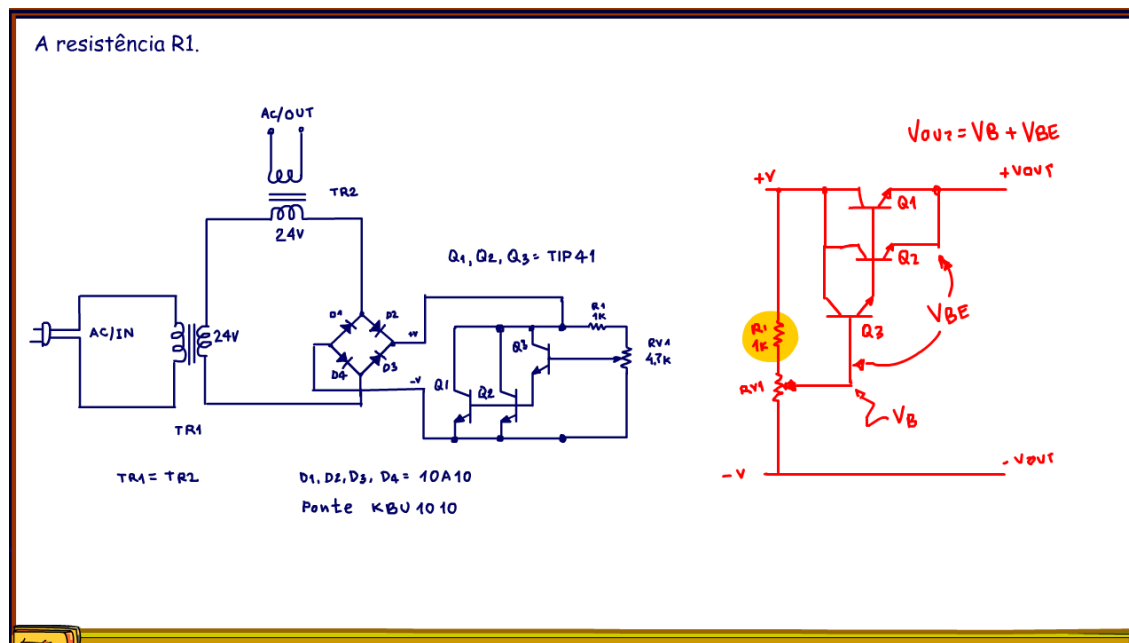 A resistência R1.
AC/OUT
TR2
24V
AC/IN
24V
TR1
TR1 = TR2
D1
D2
D4
D3
+V
-V
D1, D2, D3, D4 = 10A10
Ponte KBU 1010
Q1, Q2, Q3 = TIP41
R1
1K
Q3
Q1
Q2
RV1
4,7K
VOUT = VB + VBE
+V
+VOUT
Q1
Q2
VBE
Q3
R1
1K
RV1
VB
-V
-VOUT